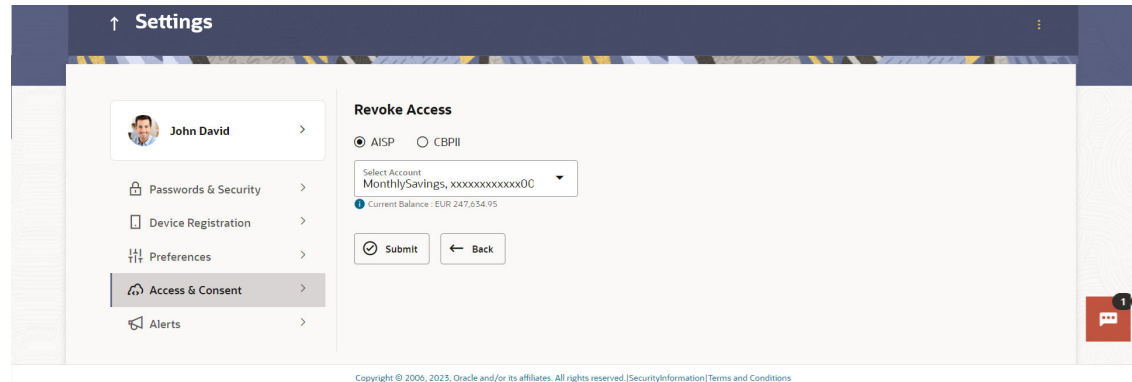 Settings
John David
Passwords & Security
Device Registration
Preferences
Access & Consent
Alerts
Revoke Access
AISP CBPII
Select Account
MonthlySavings, xxxxxxxxxxxx00
Current Balance : EUR 247,634.95
Submit Back
1
Copyright © 2006, 2023, Oracle and/or its affiliates. All rights reserved.|SecurityInformation|Terms and Conditions